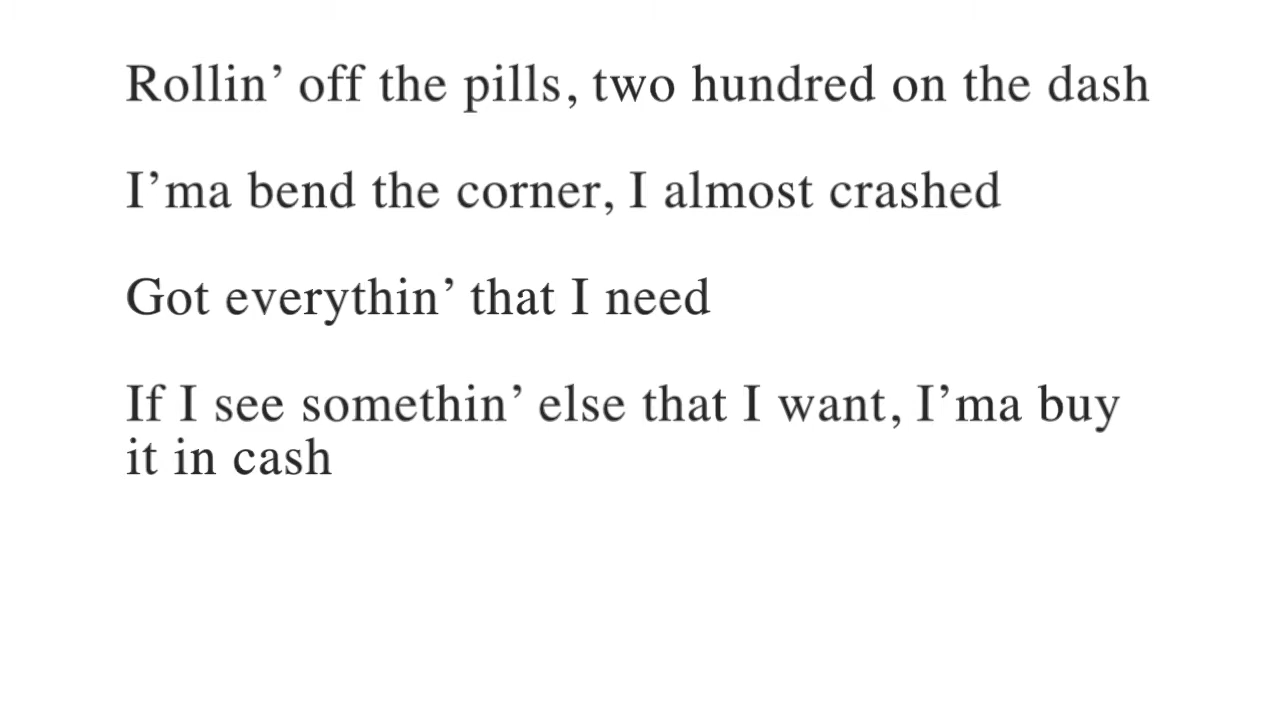 Rollin’ off the pills, two hundred on the dash
I’ma bend the corner, I almost crashed
Got everythin’ that I need
If I see somethin’ else that I want, I’ma buy
it in cash